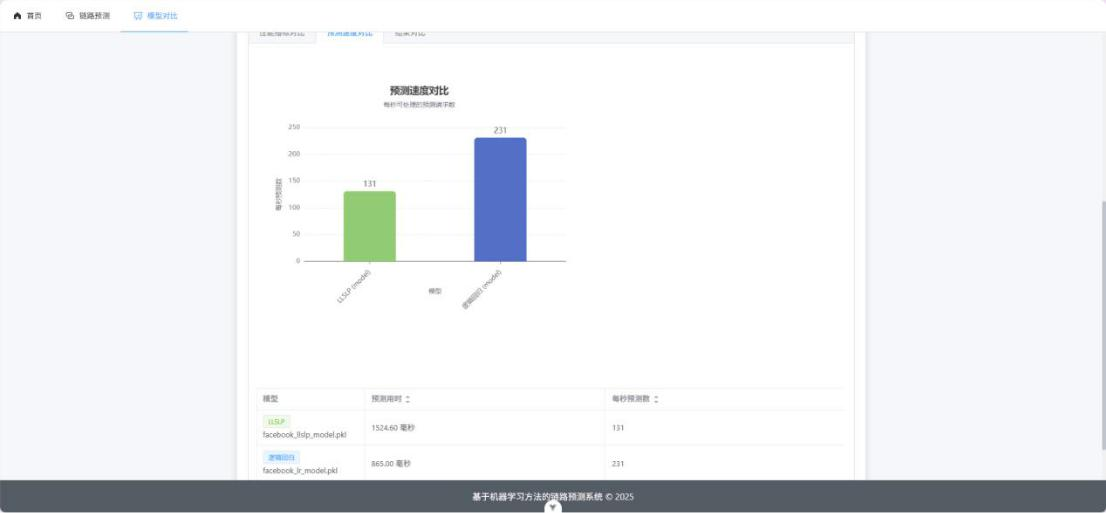 首页 链路预测 模型对比
性能指标对比 预测速度对比 结果对比
预测速度对比
每秒可处理的预测请求数
250
200
150
100
50
0
每秒预测数
131
231
LLSLP (model)
逻辑回归 (model)
模型
模型 预测用时 每秒预测数
LLSLP
facebook_llslp_model.pkl
1524.60 毫秒
131
逻辑回归
facebook_lr_model.pkl
865.00 毫秒
231
基于机器学习方法的链路预测系统 © 2025